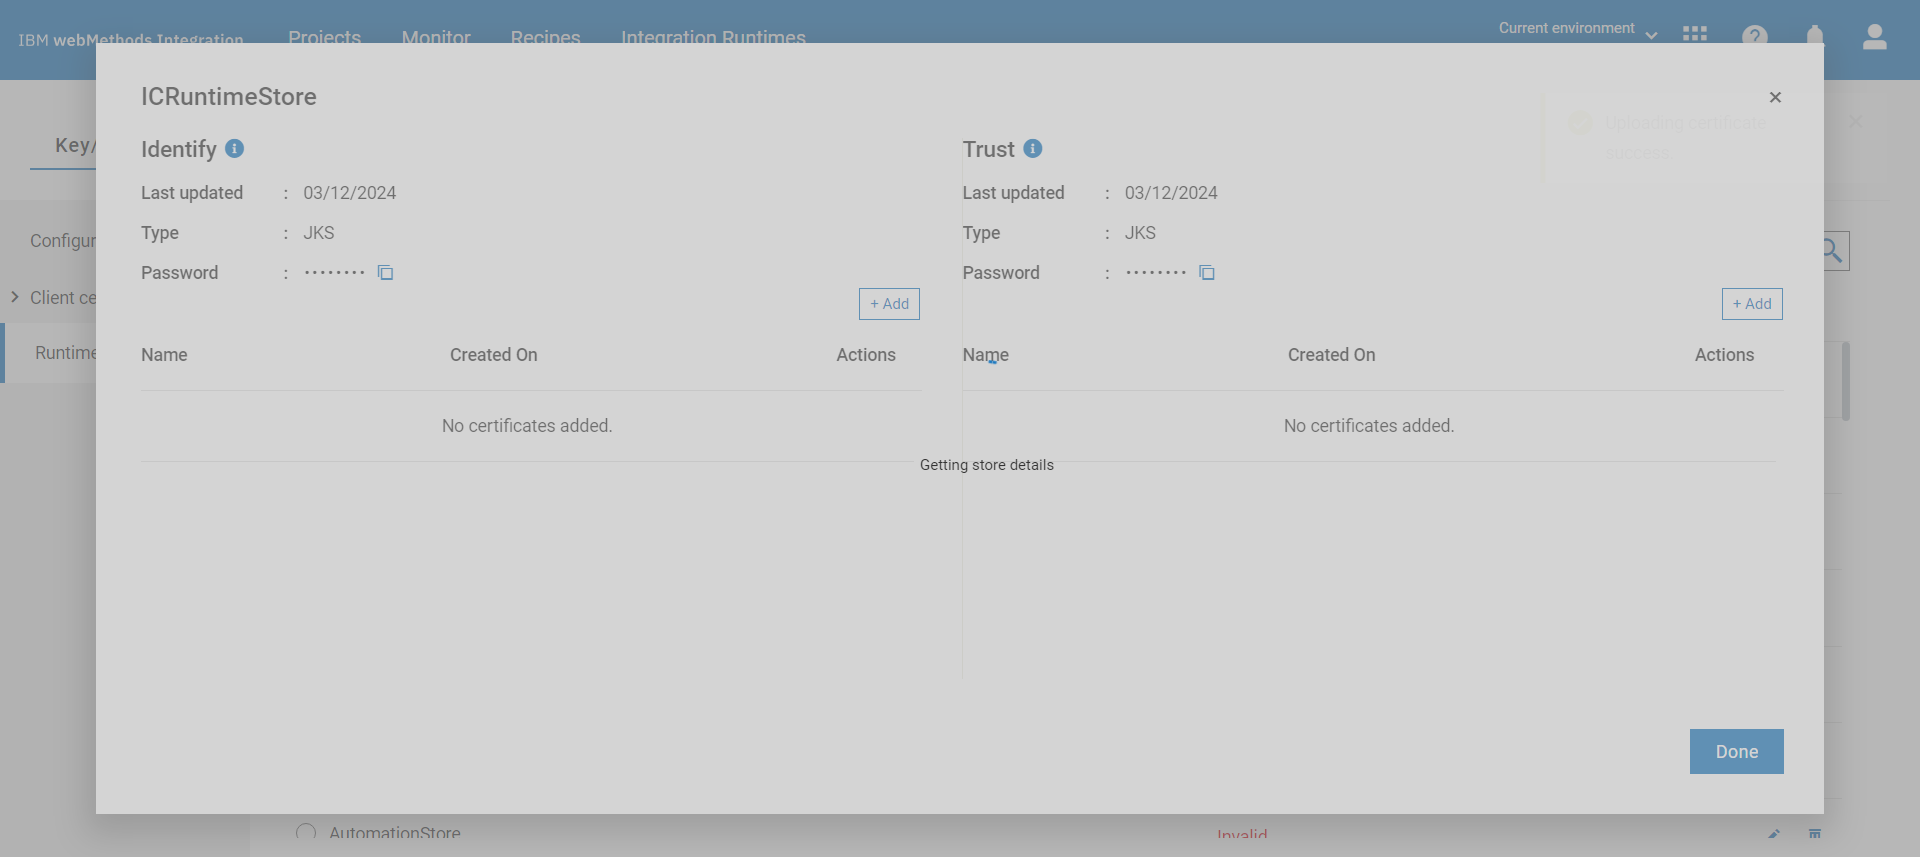 IBM webMethods Integration Projects Monitor Recipes Integration Runtimes Current environment
Key/
Configur
Client ce
Runtime
ICRuntimeStore
Uploading certificate
success
Identify
Last updated : 03/12/2024
Type : JKS
Password : ••••••••
+ Add
Name Created On Actions
No certificates added.
Trust
Last updated : 03/12/2024
Type : JKS
Password : ••••••••
+ Add
Name Created On Actions
No certificates added.
Getting store details
Done
AutomationStore Invalid